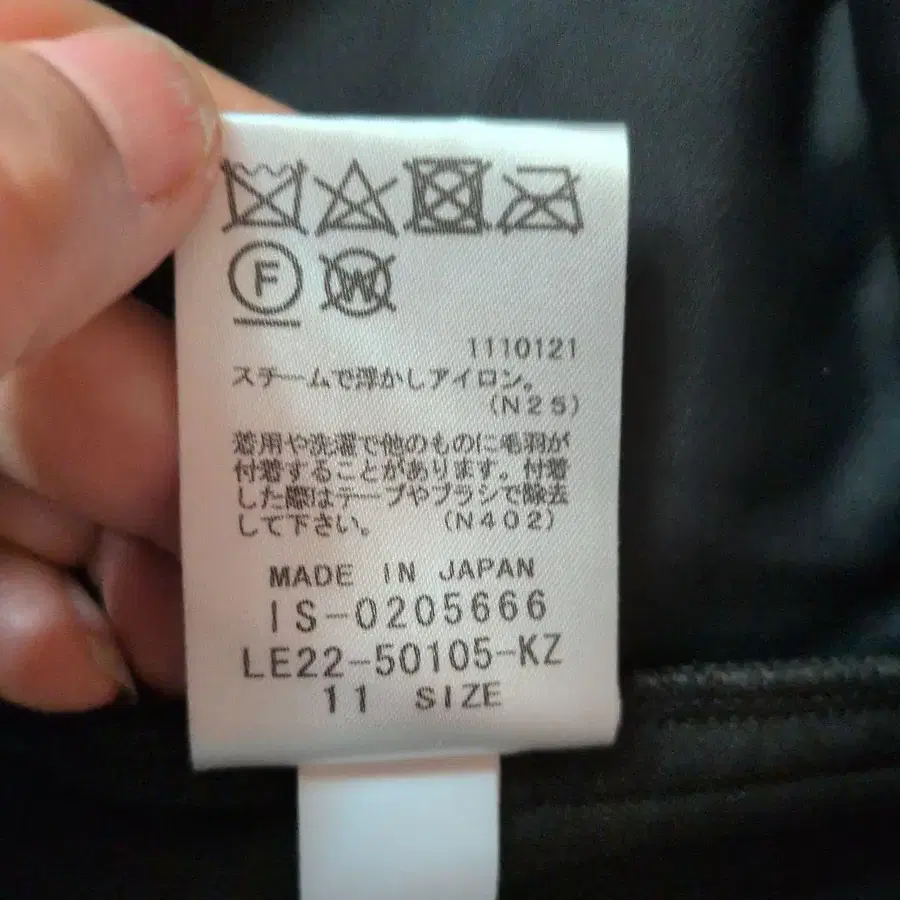 F W
1110121
スチームで浮かしアイロン。
(N25)
着用や洗濯で他のものに毛羽が
付着することがあります。付着
した際はテープやブラシで除去
して下さい。 (N402)
MADE IN JAPAN
IS-0205666
LE22-50105-KZ
11 SIZE